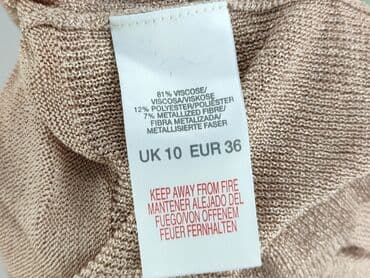 81% VISCOSE/
VISCOSA/VISKOSE
12% POLYESTER/POLIÉSTER
7% METALLIZED FIBRE/
FIBRA METALIZADA/
METALLISIERTE FASER
UK 10 EUR 36
KEEP AWAY FROM FIRE
MANTENER ALEJADO DEL
FUEGO/VON OFFENEM
FEUER FERNHALTEN